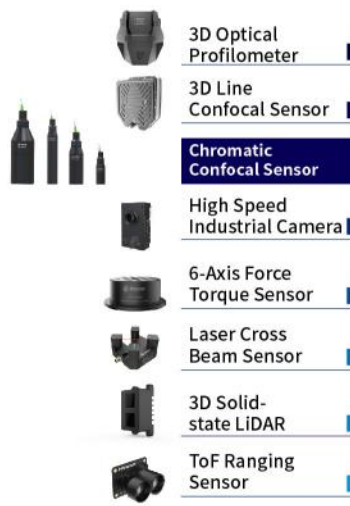 3D Optical
Profilometer
3D Line
Confocal Sensor
Chromatic
Confocal Sensor
High Speed
Industrial Camera
6-Axis Force
Torque Sensor
Laser Cross
Beam Sensor
3D Solid-
state LiDAR
ToF Ranging
Sensor